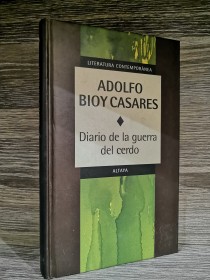 LITERATURA CONTEMPORÁNEA
ADOLFO
BIOY CASARES
Diario de la guerra
del cerdo
ALTAYA